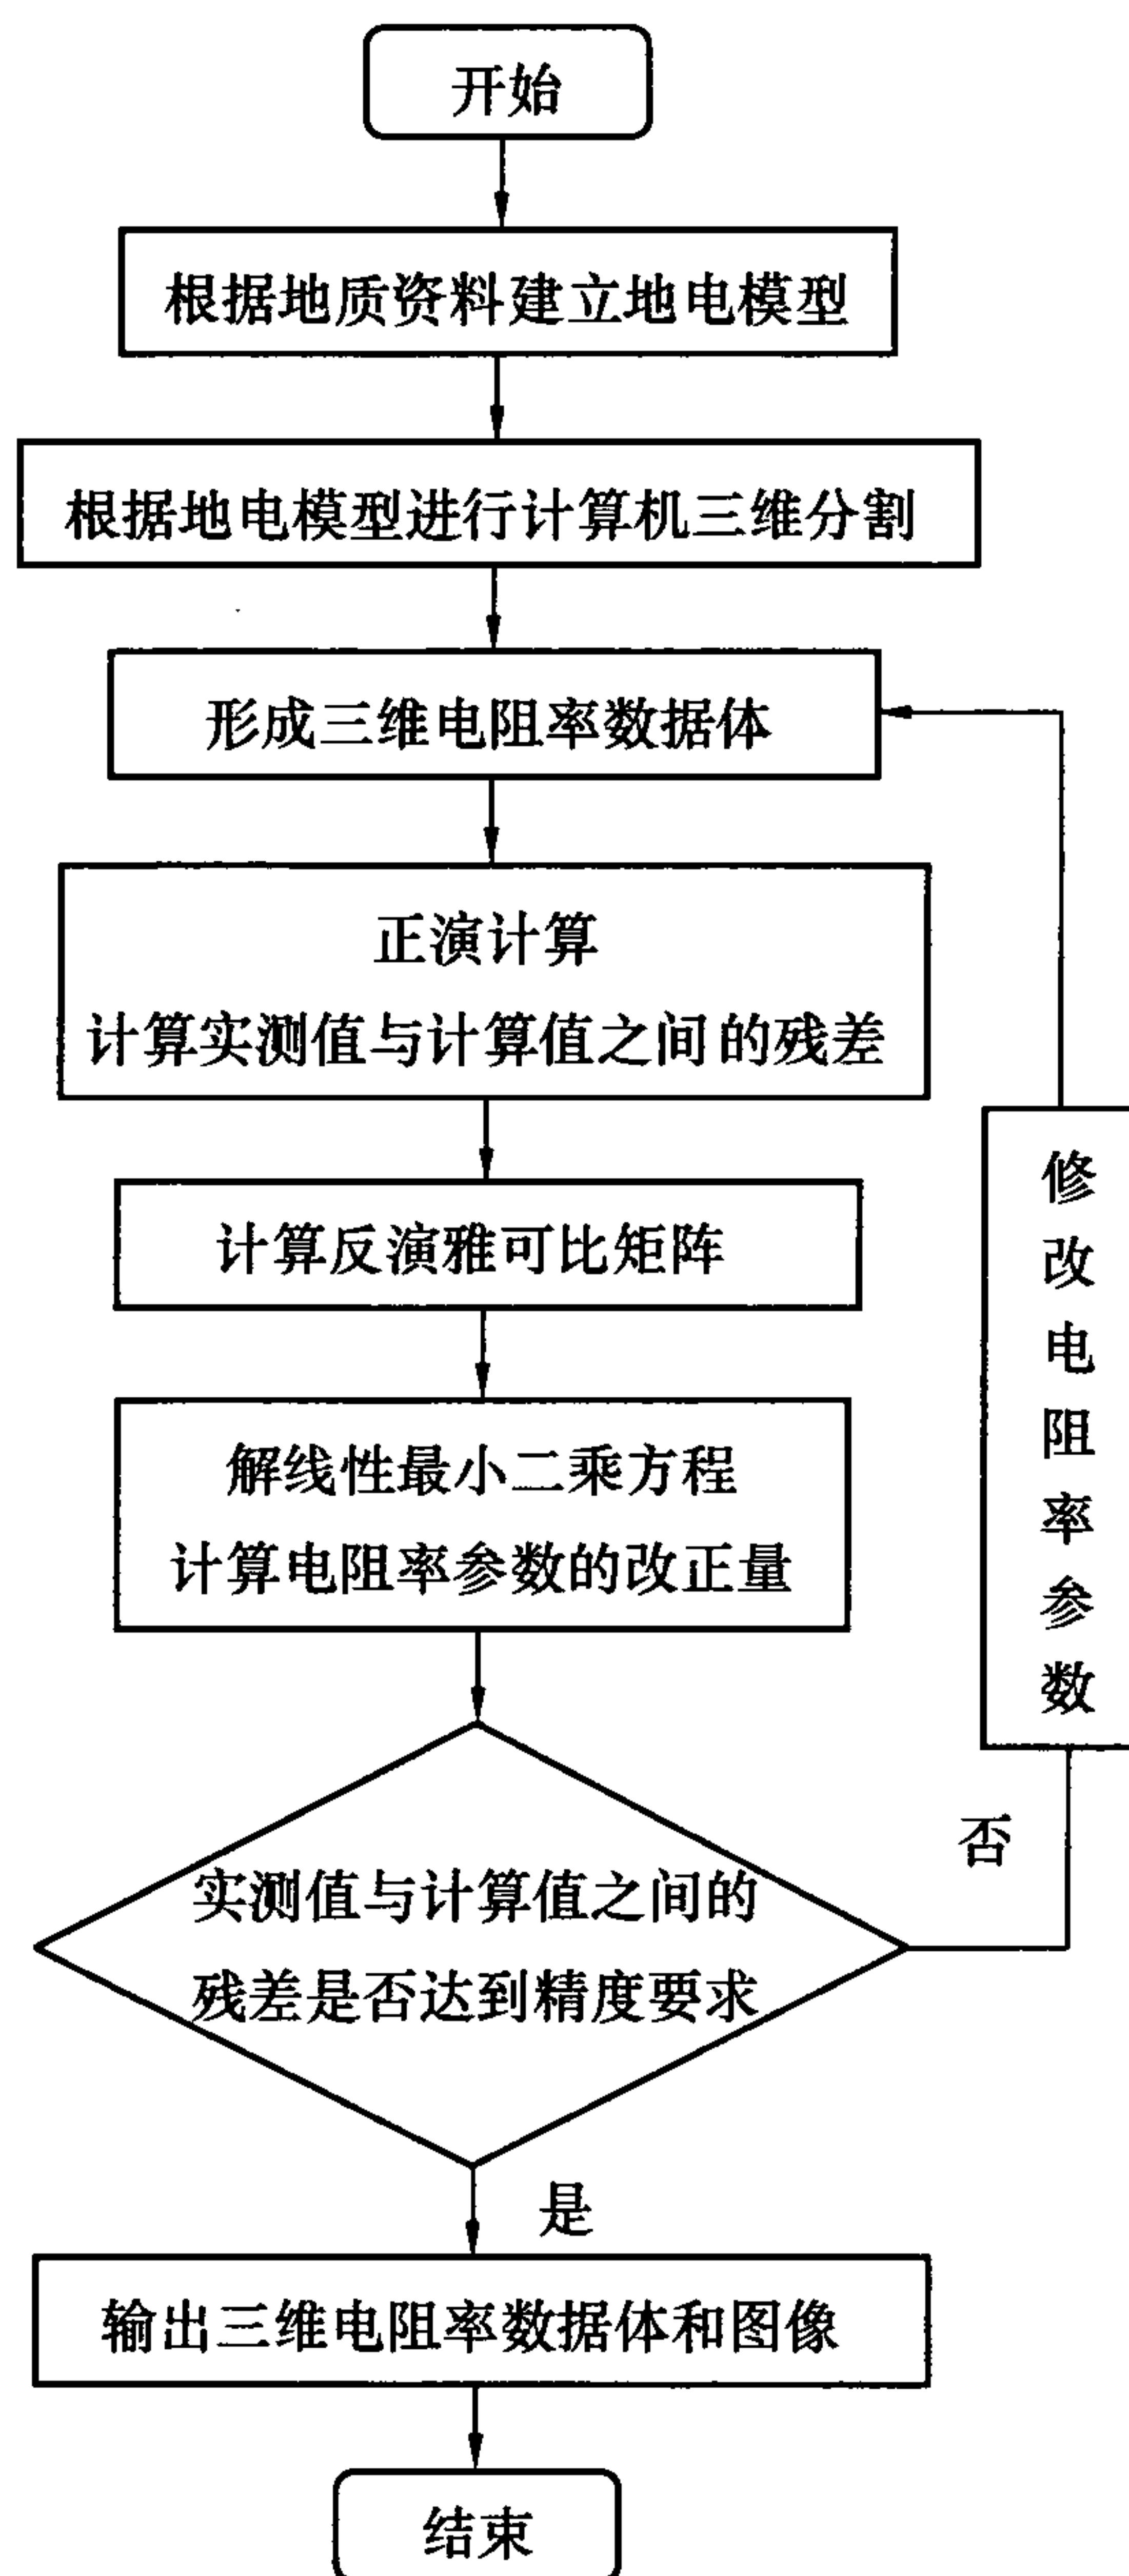 开始
根据地质资料建立地电模型
根据地电模型进行计算机三维分割
形成三维电阻率数据体
正演计算
计算实测值与计算值之间的残差
计算反演雅可比矩阵
解线性最小二乘方程
计算电阻率参数的改正量
修改电阻率参数
实测值与计算值之间的
残差是否达到精度要求
否
是
输出三维电阻率数据体和图像
结束